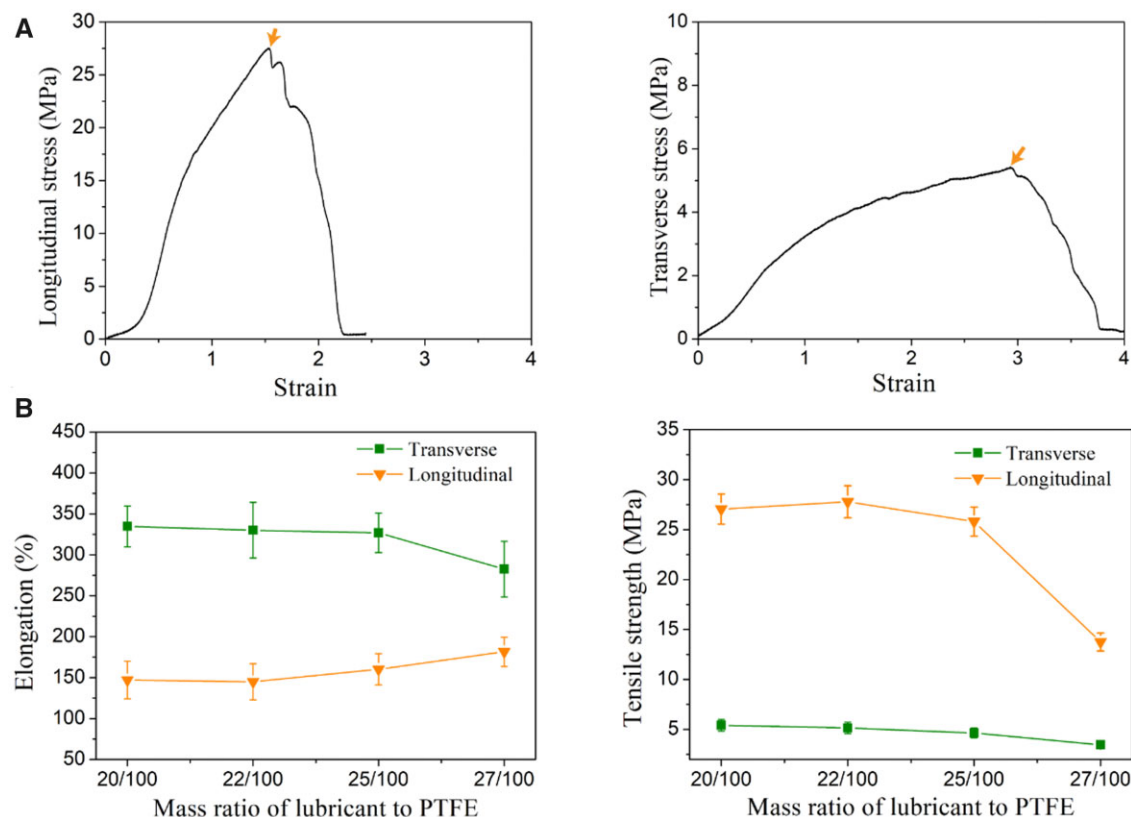 A
Longitudinal stress (MPa)
30
25
20
15
10
5
0
0 1 2 3 4
Strain
Transverse stress (MPa)
10
8
6
4
2
0
0 1 2 3 4
Strain
B
Elongation (%)
450
400
350
300
250
200
150
100
50
Transverse
Longitudinal
20/100 22/100 25/100 27/100
Mass ratio of lubricant to PTFE
Tensile strength (MPa)
35
30
25
20
15
10
5
Transverse
Longitudinal
20/100 22/100 25/100 27/100
Mass ratio of lubricant to PTFE